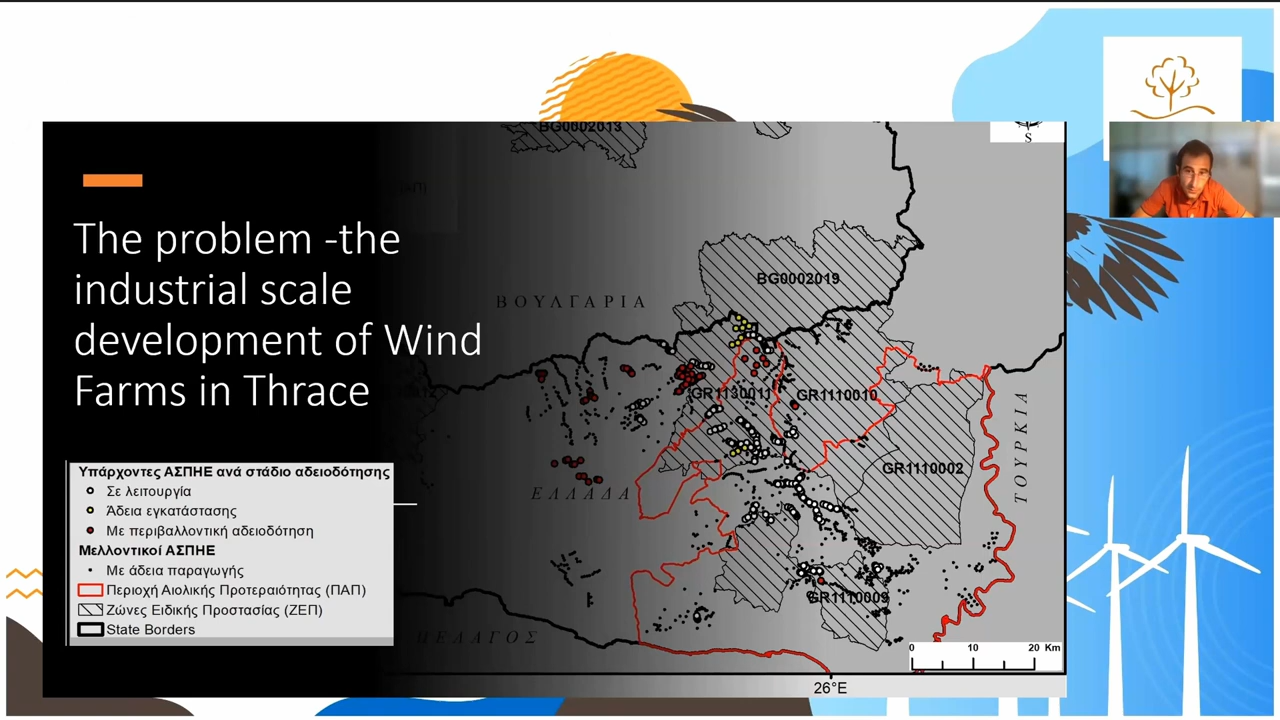 The problem -the
industrial scale
development of Wind
Farms in Thrace
Υπάρχοντες ΑΣΠΗΕ ανά στάδιο αδειοδότησης
Σε λειτουργία
Άδεια εγκατάστασης
Με περιβαλλοντική αδειοδότηση
Μελλοντικοί ΑΣΠΗΕ
Με άδεια παραγωγής
Περιοχή Αιολικής Προτεραιότητας (ΠΑΠ)
Ζώνες Ειδικής Προστασίας (ΖΕΠ)
State Borders
BG0002013
S
BG0002019
ΒΟΥΛΓΑΡΙΑ
GR1130011
GR1110010
GR1110002
ΤΟΥΡΚΙΑ
ΕΛΛΑΔΑ
GR1110009
ΠΕΛΑΓΟΣ
0 10 20 Km
26°E